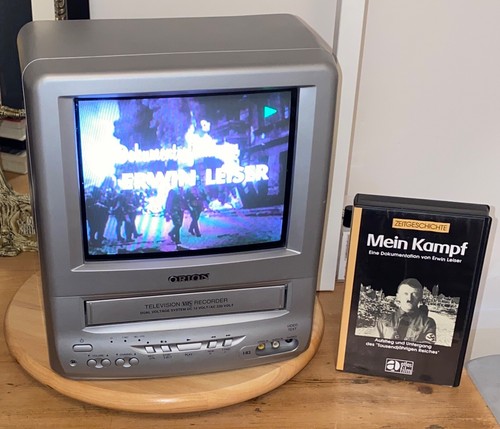 ERWIN LEISER
ORION
TELEVISION VHS RECORDER
ZEITGESCHICHTE
Mein Kampf
Eine Dokumentation von Erwin Leiser
Aufstieg und Untergang
des "Tausendjährigen Reiches"